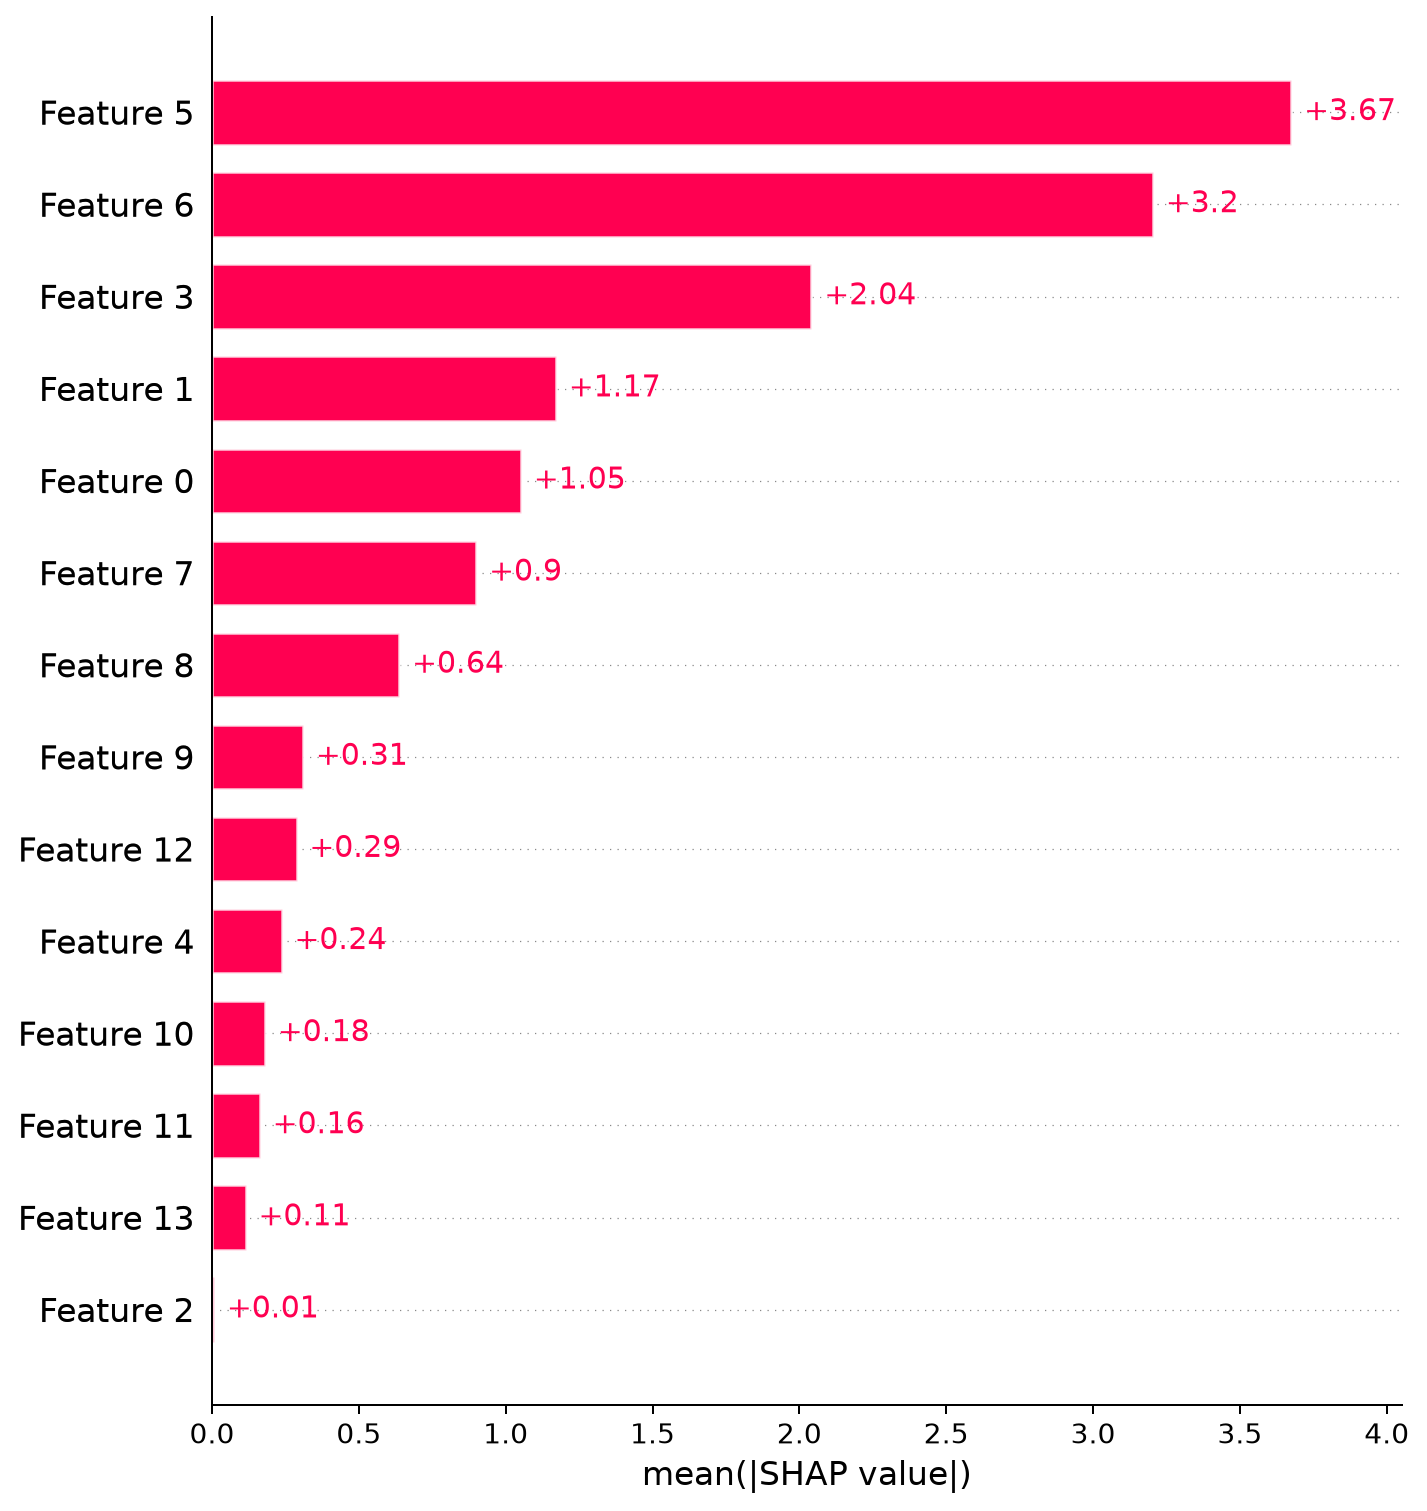 Feature 5 +3.67
Feature 6 +3.2
Feature 3 +2.04
Feature 1 +1.17
Feature 0 +1.05
Feature 7 +0.9
Feature 8 +0.64
Feature 9 +0.31
Feature 12 +0.29
Feature 4 +0.24
Feature 10 +0.18
Feature 11 +0.16
Feature 13 +0.11
Feature 2 +0.01
0.0 0.5 1.0 1.5 2.0 2.5 3.0 3.5 4.0
mean(|SHAP value|)